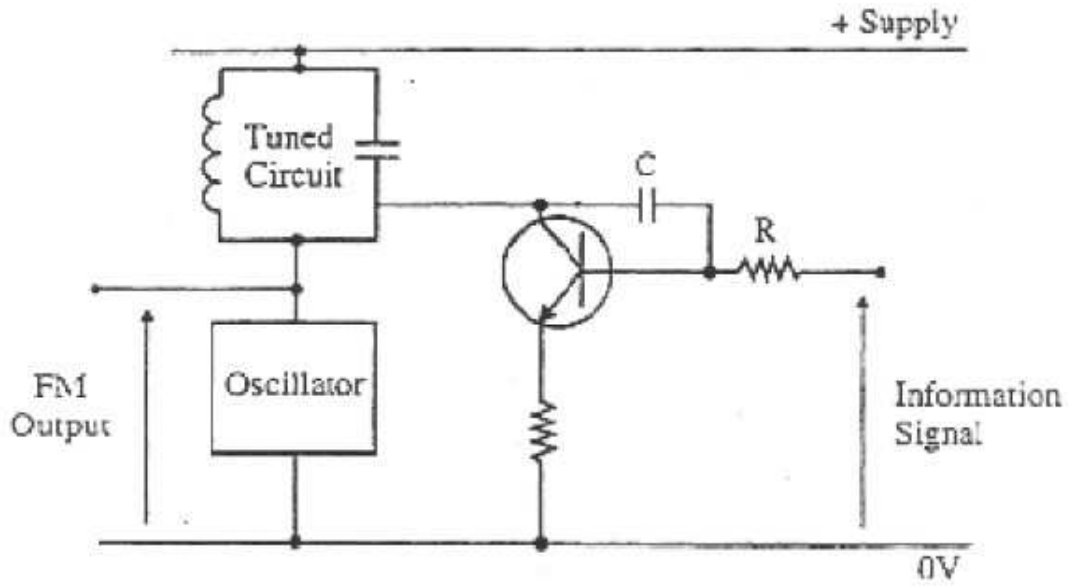 + Supply
Tuned
Circuit
C
R
Oscillator
FM
Output
Information
Signal
0V